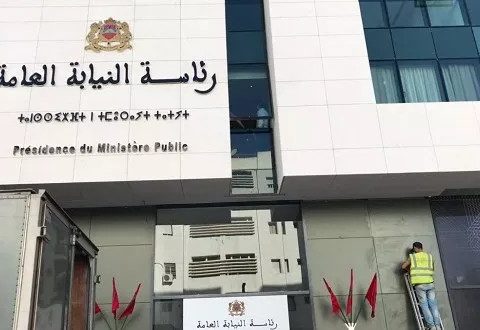 رئاسة النيابة العامة
Présidence du Ministère Public
رئاسة النيابة العامة